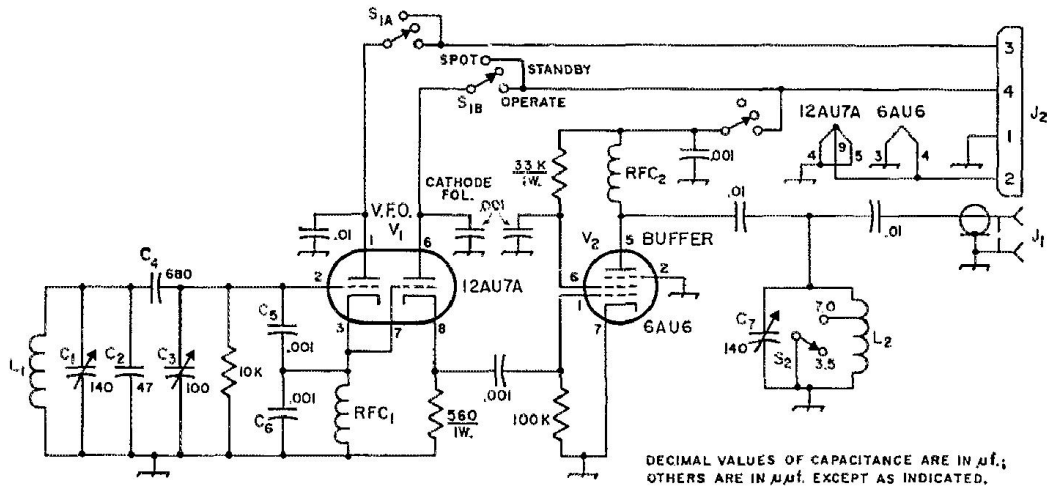 S1A
SPOT
STANDBY
S1B
OPERATE
3
4
1
2
J2
12AU7A 6AU6
4 9 5 3 4
33K
1W.
RFC2
.001
CATHODE
FOL.
.001
V.F.O.
V1
.01
1 6
V2
5 BUFFER
.01
.01
J1
C4
680
2
12AU7A
6
1
2
3 7 8
7
6AU6
L1
C1
140
C2
47
C3
100
10K
C5
.001
.001
C6
RFC1
560
1W.
.001
100K
C7
140
7.0
S2
3.5
L2
DECIMAL VALUES OF CAPACITANCE ARE IN µf.;
OTHERS ARE IN µµf. EXCEPT AS INDICATED.